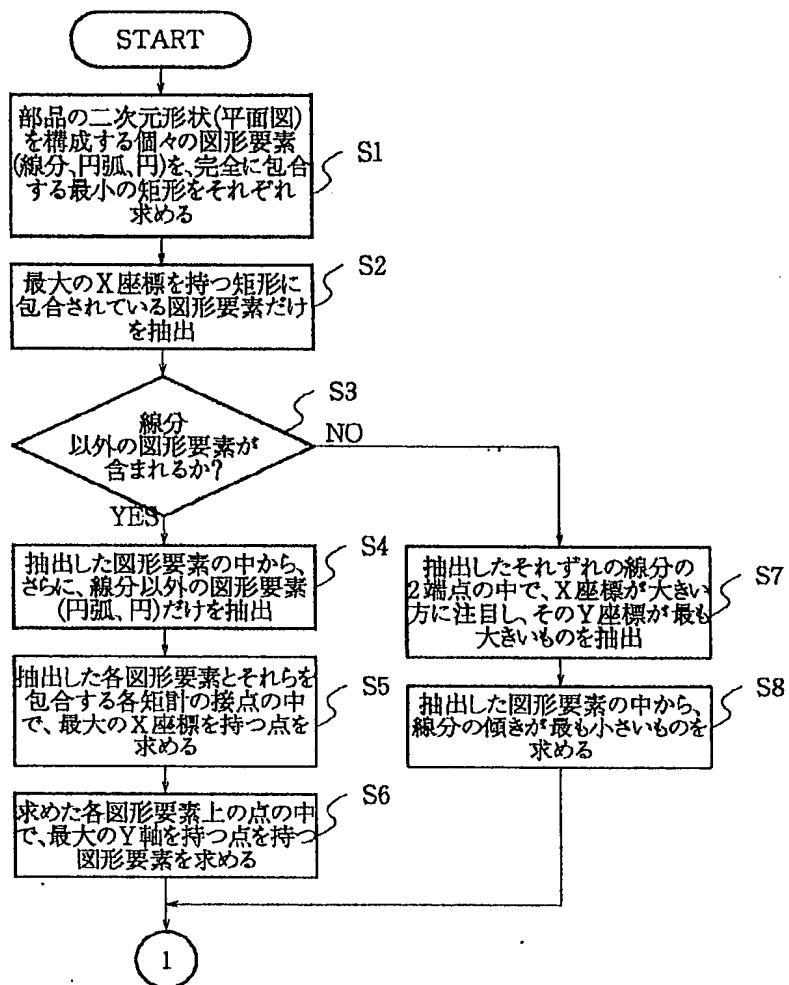 START
部品の二次元形状(平面図)
を構成する個々の図形要素
(線分、円弧、円)を、完全に包合
する最小の矩形をそれぞれ
求める
S1
最大のX座標を持つ矩形に
包合されている図形要素だけ
を抽出
S2
線分
以外の図形要素が
含まれるか?
S3
NO
YES
抽出した図形要素の中から、
さらに、線分以外の図形要素
(円弧、円)だけを抽出
S4
抽出した各図形要素とそれらを
包合する各矩計の接点の中
で、最大のX座標を持つ点を
求める
S5
求めた各図形要素上の点の中
で、最大のY軸を持つ点を持つ
図形要素を求める
S6
抽出したそれずれの線分の
2端点の中で、X座標が大きい
方に注目し、そのY座標が最も
大きいものを抽出
S7
抽出した図形要素の中から、
線分の傾きが最も小さいものを
求める
S8
1